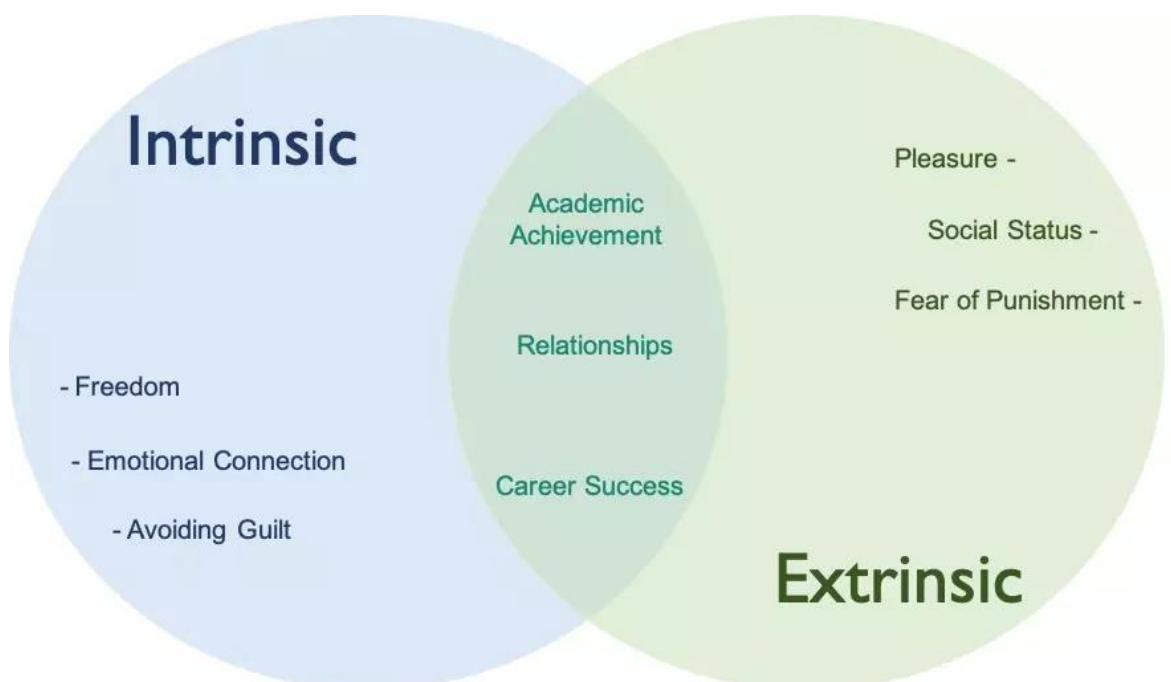 Intrinsic
- Freedom
- Emotional Connection
- Avoiding Guilt
Academic
Achievement
Relationships
Career Success
Pleasure -
Social Status -
Fear of Punishment -
Extrinsic